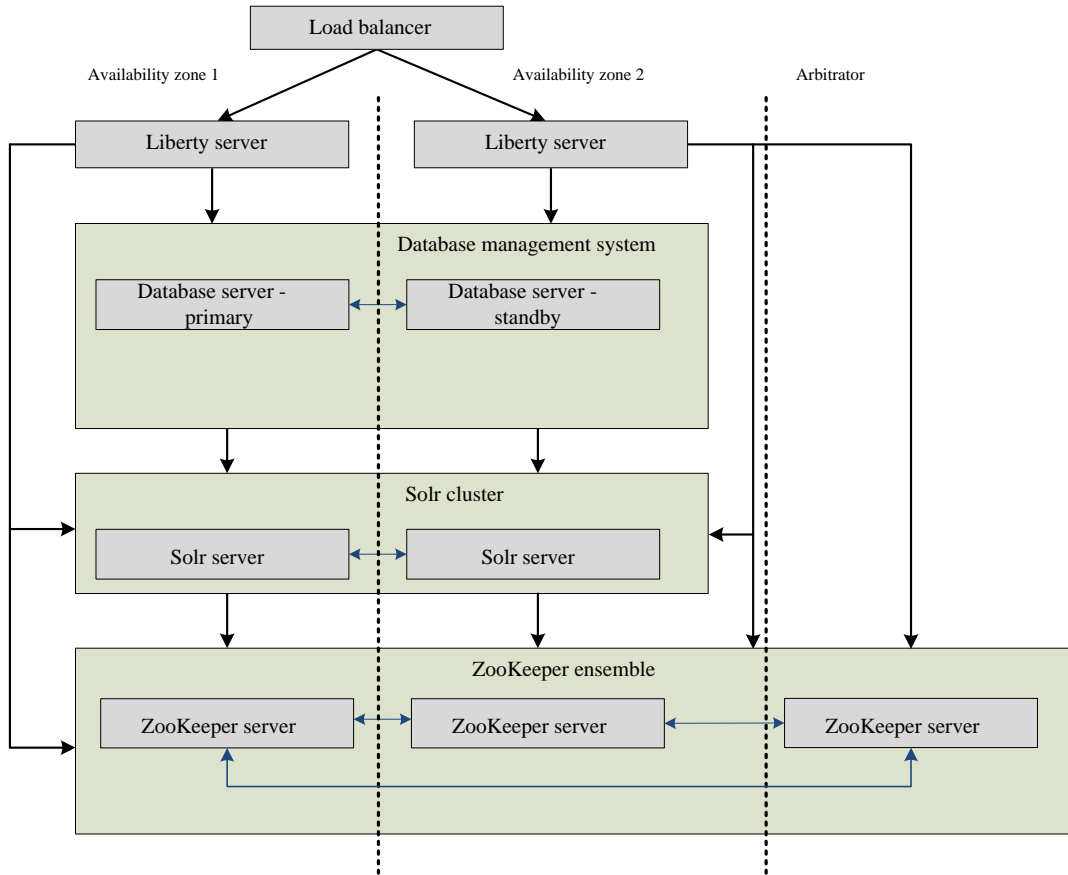 Load balancer
Availability zone 1
Availability zone 2
Arbitrator
Liberty server
Liberty server
Database management system
Database server -
primary
Database server -
standby
Solr cluster
Solr server
Solr server
ZooKeeper ensemble
ZooKeeper server
ZooKeeper server
ZooKeeper server